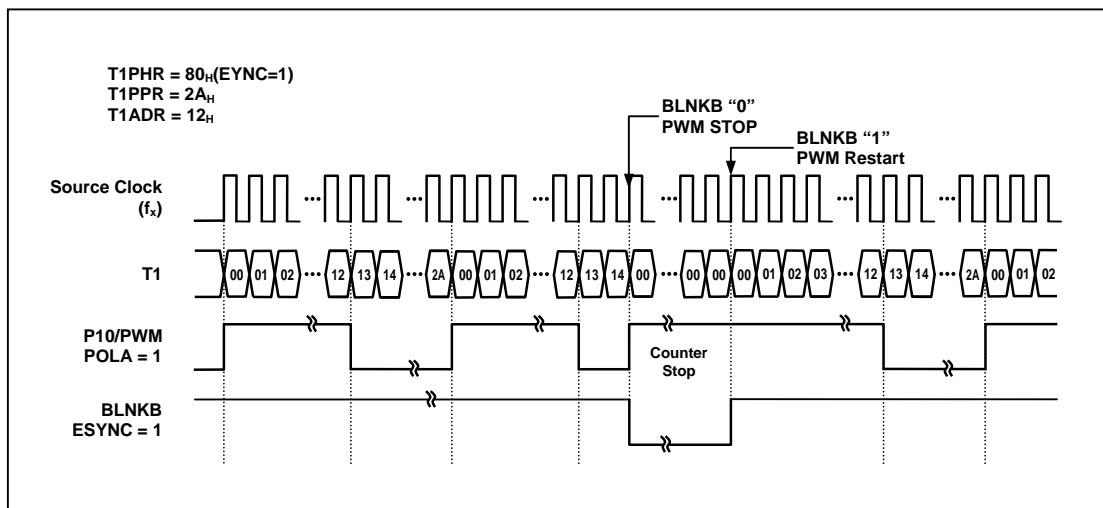 T1PHR = 80H(EYNC=1)
T1PPR = 2AH
T1ADR = 12H
BLNKB “0”
PWM STOP
BLNKB “1”
PWM Restart
Source Clock
(fx)
... ... ... ... ... ...
T1
00 01 02 ... 12 13 14 ... 2A 00 01 02 ... 12 13 14 00 ... 00 00 00 01 02 03 ... 12 13 14 ... 2A 00 01 02
P10/PWM
POLA = 1
Counter
Stop
BLNKB
ESYNC = 1